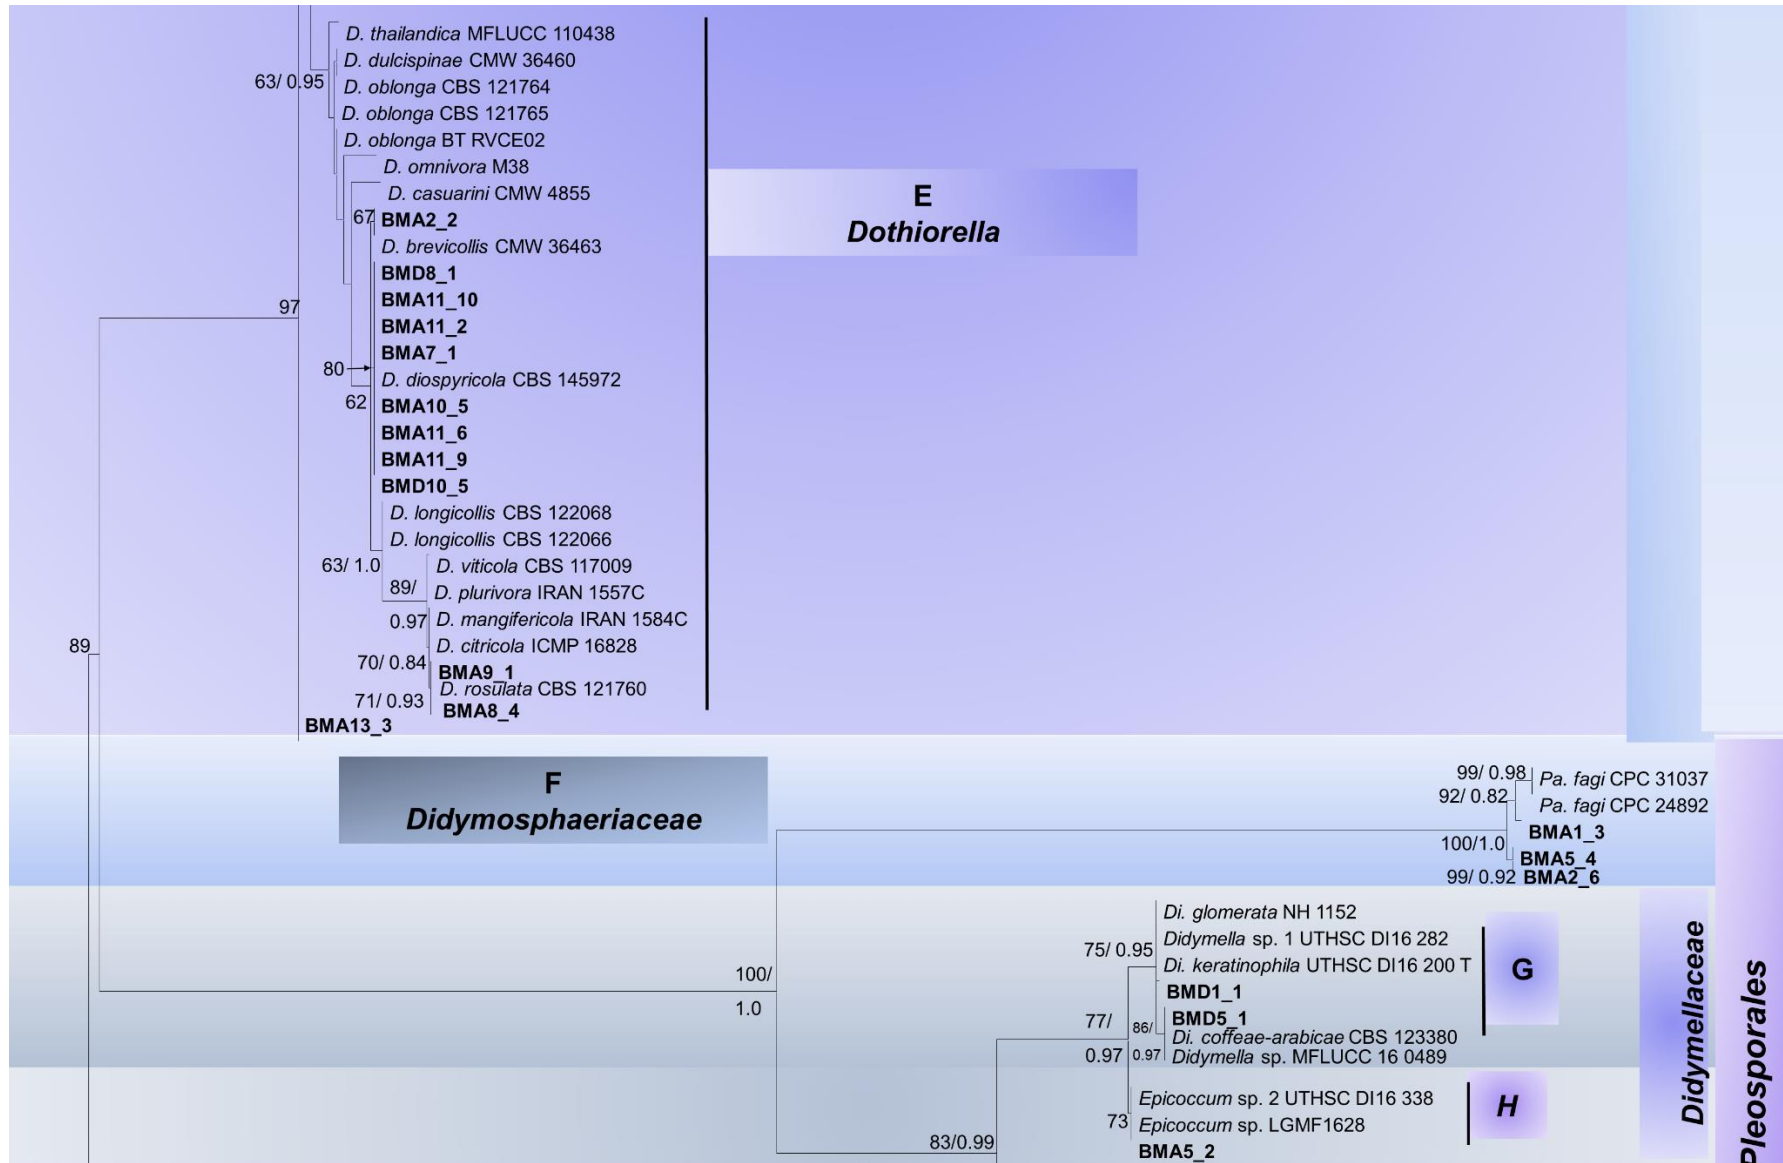 D. thailandica MFLUCC 110438
D. dulcispinae CMW 36460
63/ 0.95
D. oblonga CBS 121764
D. oblonga CBS 121765
D. oblonga BT RVCE02
D. omnivora M38
D. casuarini CMW 4855
67
BMA2_2
D. brevicollis CMW 36463
E
Dothiorella
BMD8_1
BMA11_10
97
BMA11_2
BMA7_1
80
D. diospyricola CBS 145972
62
BMA10_5
BMA11_6
BMA11_9
BMD10_5
D. longicollis CBS 122068
D. longicollis CBS 122066
63/ 1.0
D. viticola CBS 117009
89/
D. plurivora IRAN 1557C
0.97
D. mangifericola IRAN 1584C
D. citricola ICMP 16828
89
70/ 0.84
BMA9_1
D. rosulata CBS 121760
71/ 0.93
BMA8_4
BMA13_3
F
Didymosphaeriaceae
99/ 0.98
Pa. fagi CPC 31037
92/ 0.82
Pa. fagi CPC 24892
BMA1_3
100/1.0
BMA5_4
99/ 0.92
BMA2_6
Di. glomerata NH 1152
Didymella sp. 1 UTHSC DI16 282
75/ 0.95
Di. keratinophila UTHSC DI16 200 T
G
BMD1_1
100/
1.0
BMD5_1
77/
86/
Di. coffeae-arabicae CBS 123380
0.97
0.97
Didymella sp. MFLUCC 16 0489
Epicoccum sp. 2 UTHSC DI16 338
H
73
Epicoccum sp. LGMF1628
83/0.99
BMA5_2
Didymellaceae
Pleosporales